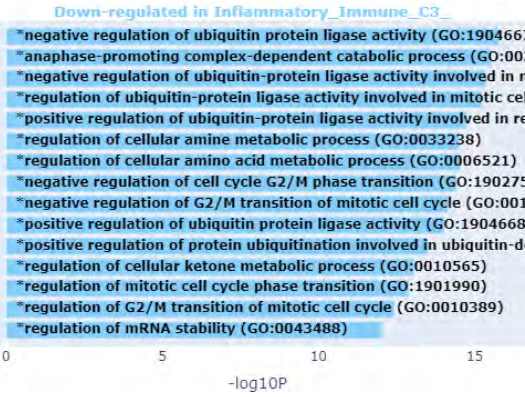 Down-regulated in Inflammatory_Immune_C3_
*negative regulation of ubiquitin protein ligase activity (GO:1904667
*anaphase-promoting complex-dependent catabolic process (GO:003
*negative regulation of ubiquitin-protein ligase activity involved in m
*regulation of ubiquitin-protein ligase activity involved in mitotic cel
*positive regulation of ubiquitin-protein ligase activity involved in re
*regulation of cellular amine metabolic process (GO:0033238)
*regulation of cellular amino acid metabolic process (GO:0006521)
*negative regulation of cell cycle G2/M phase transition (GO:190275
*negative regulation of G2/M transition of mitotic cell cycle (GO:001
*positive regulation of ubiquitin protein ligase activity (GO:1904668
*positive regulation of protein ubiquitination involved in ubiquitin-de
*regulation of cellular ketone metabolic process (GO:0010565)
*regulation of mitotic cell cycle phase transition (GO:1901990)
*regulation of G2/M transition of mitotic cell cycle (GO:0010389)
*regulation of mRNA stability (GO:0043488)
0 5 10 15
-log10P